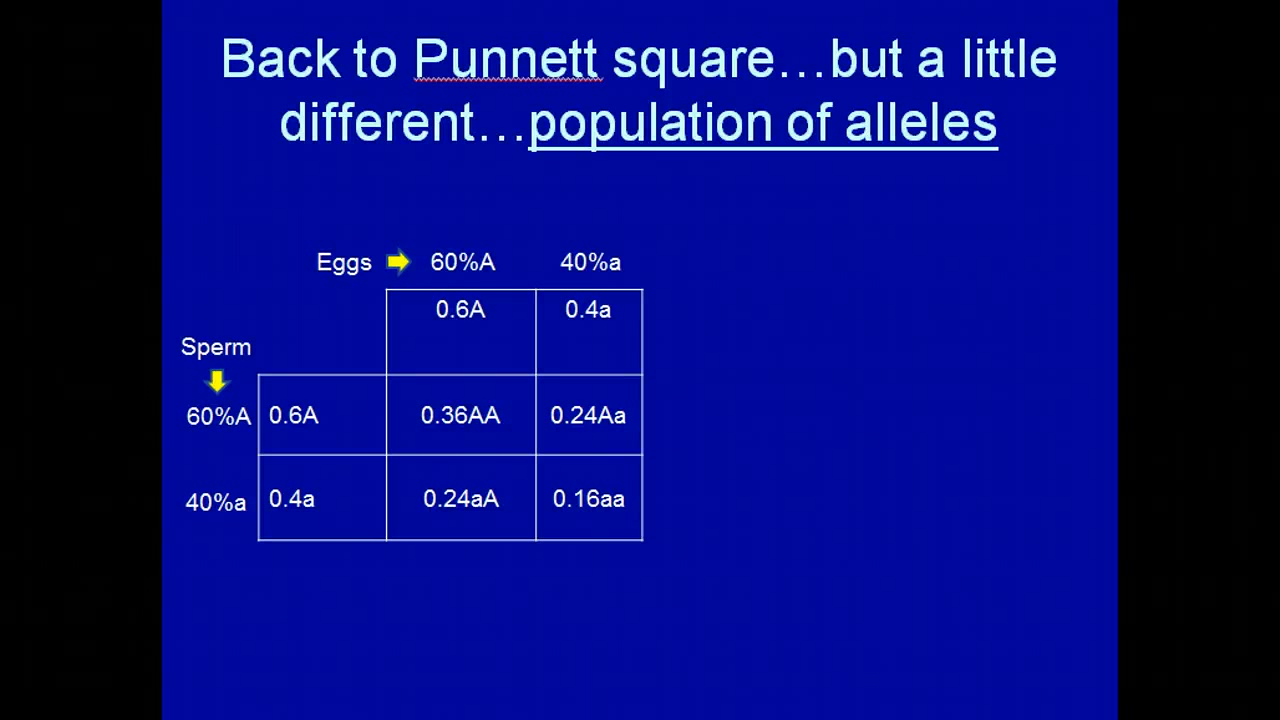 Back to Punnett square…but a little
different…population of alleles
Eggs 60%A 40%a
0.6A 0.4a
Sperm
60%A 0.6A 0.36AA 0.24Aa
40%a 0.4a 0.24aA 0.16aa